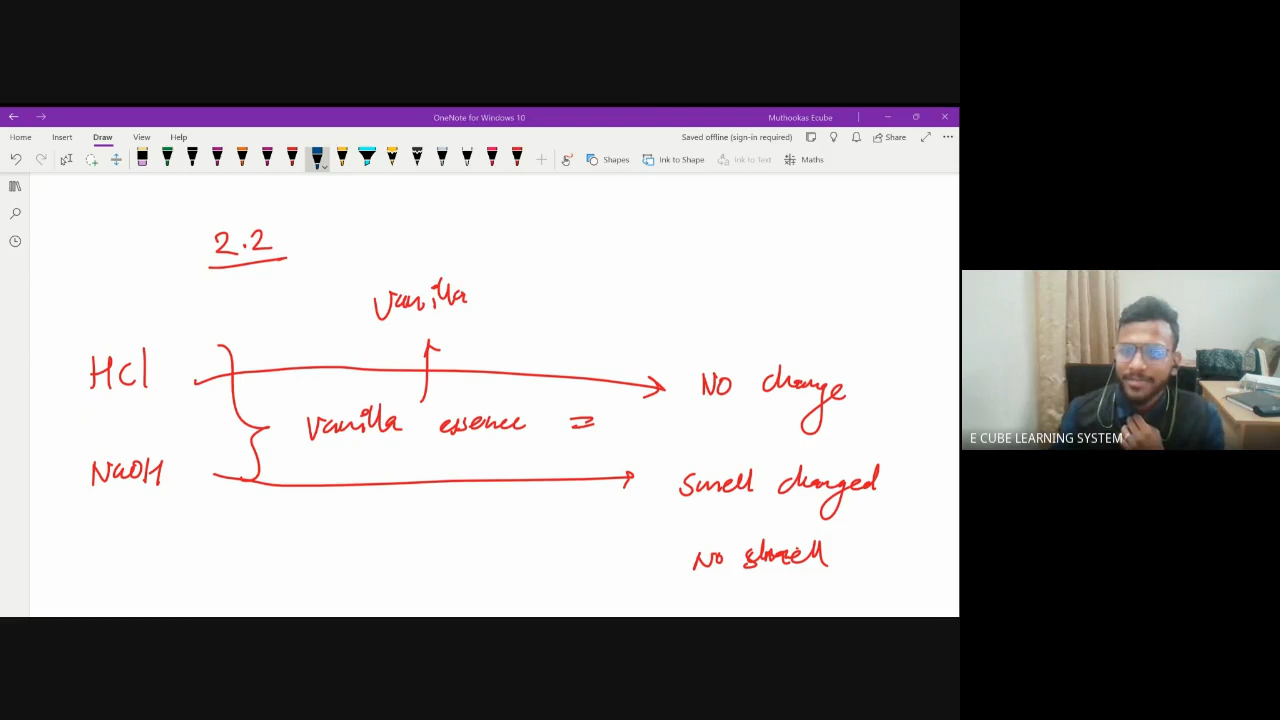 OneNote for Windows 10
Muthookas Ecube
Home Insert Draw View Help
Saved offline (sign-in required)
Share
Shapes
Ink to Shape
Ink to Text
Maths
2.2
Vanilla
HCl
No change
Vanilla essence =
NaOH
Smell changed
No smell
E CUBE LEARNING SYSTEM